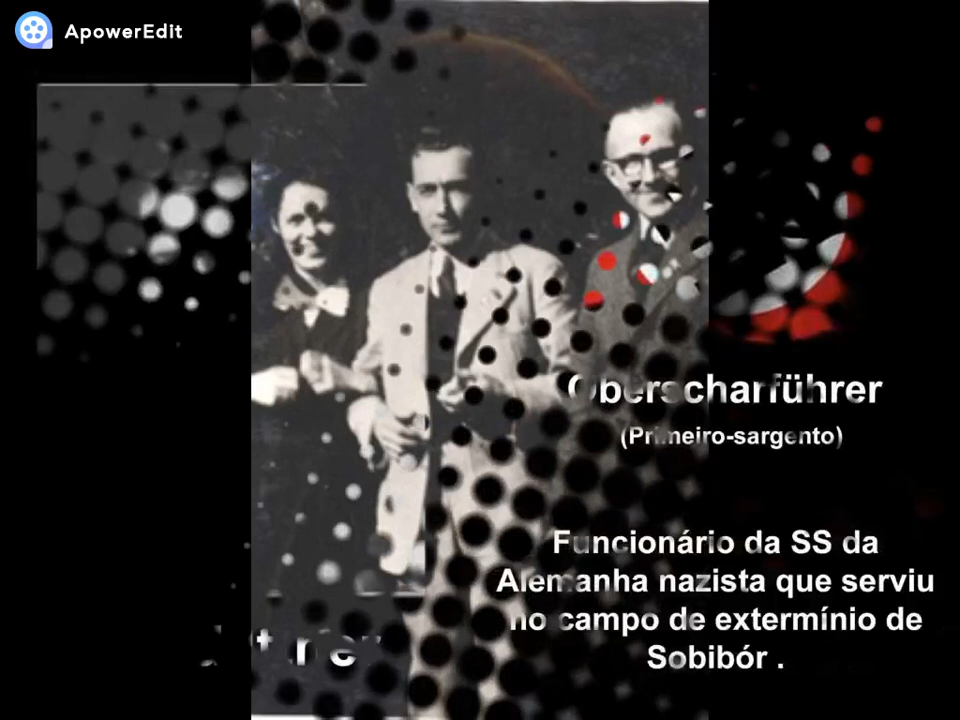 ApowerEdit
Oberscharführer
(Primeiro-sargento)
Funcionário da SS da
Alemanha nazista que serviu
no campo de extermínio de
Sobibór .